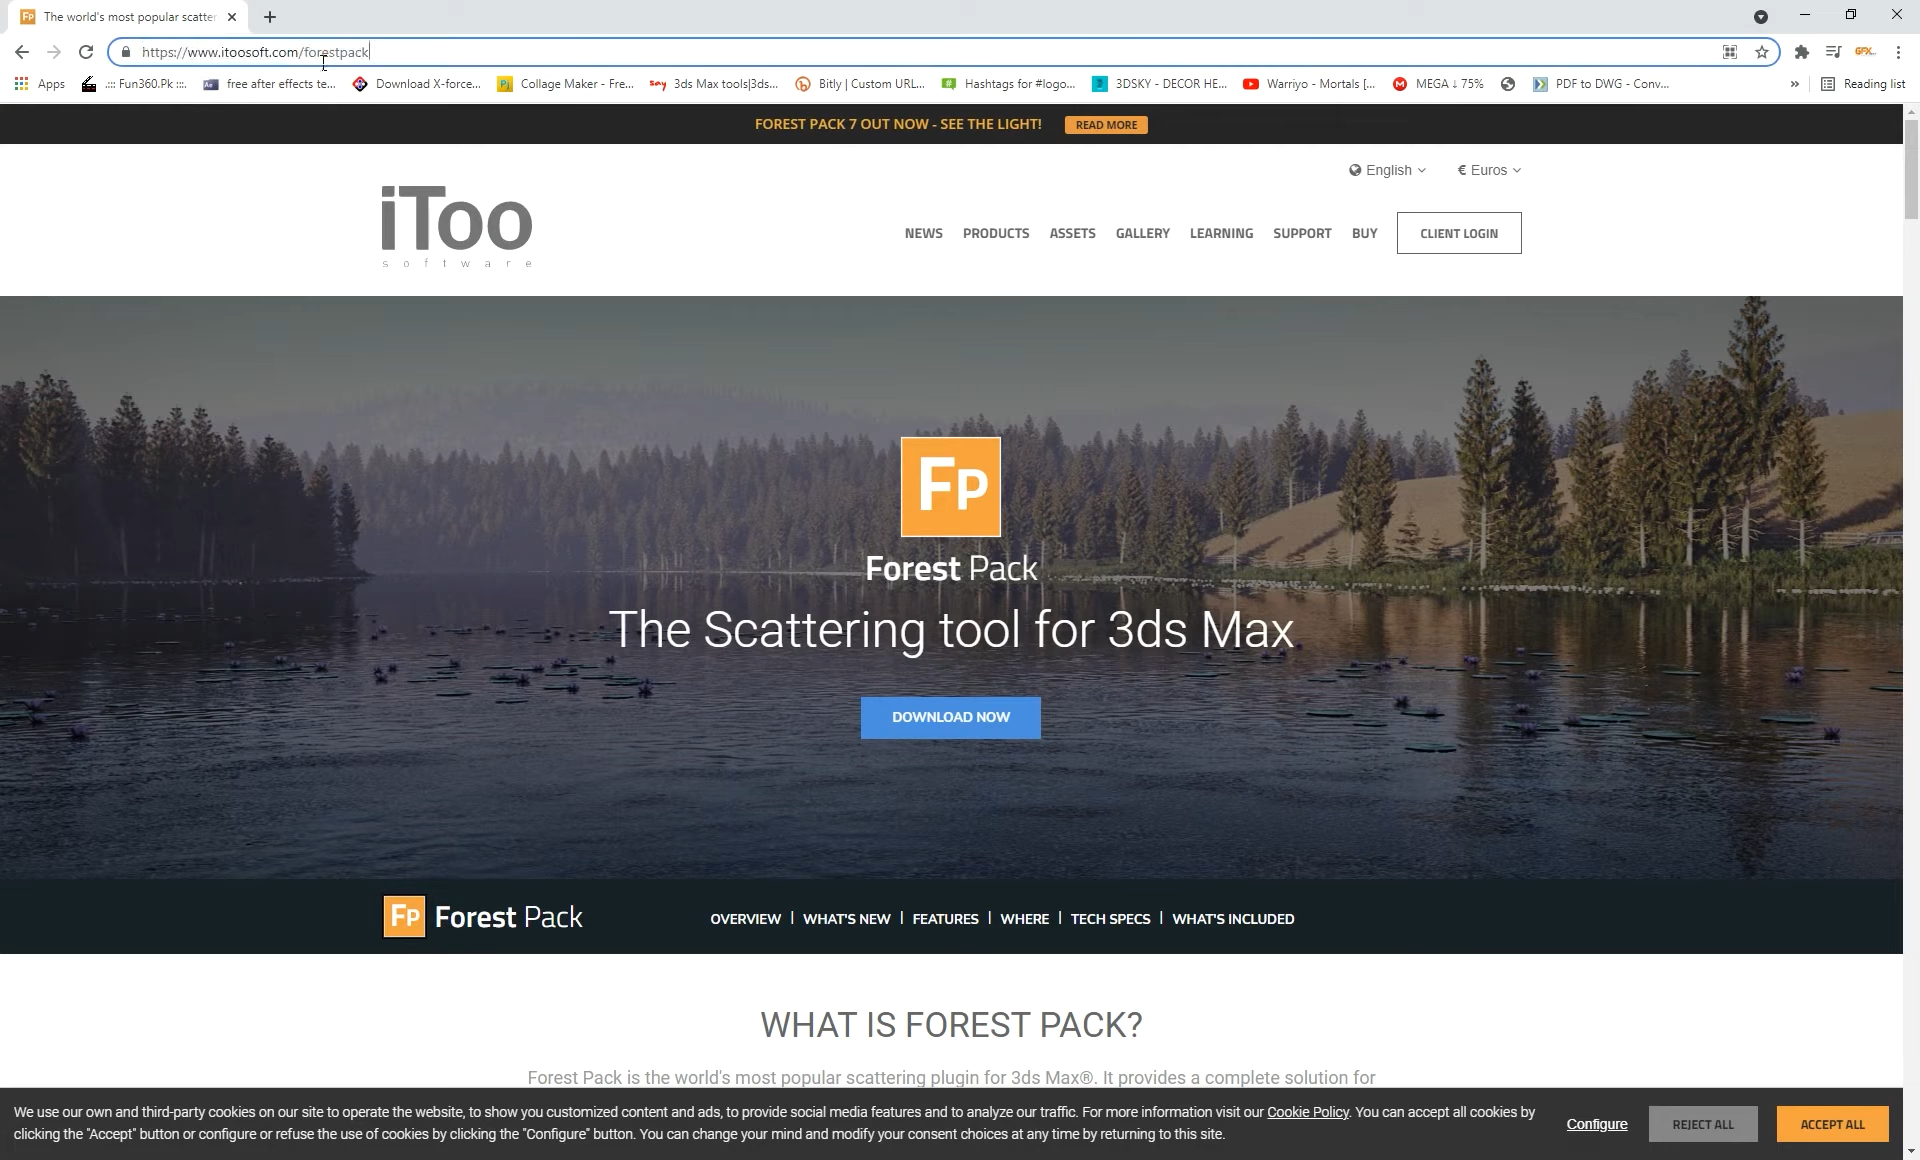 The world's most popular scatter
https://www.itoosoft.com/forestpack
GFX
Apps
.::: Fun360.Pk :::.
Ae free after effects te...
Download X-force...
Collage Maker - Fre...
3ds Max tools|3ds...
Bitly | Custom URL...
# Hashtags for #logo...
3DSKY - DECOR HE...
Warriyo - Mortals [...
MEGA ↓ 75%
PDF to DWG - Conv...
»
Reading list
FOREST PACK 7 OUT NOW - SEE THE LIGHT!
READ MORE
English
€ Euros
iToo
software
NEWS
PRODUCTS
ASSETS
GALLERY
LEARNING
SUPPORT
BUY
CLIENT LOGIN
FP
Forest Pack
The Scattering tool for 3ds Max
DOWNLOAD NOW
FP Forest Pack
OVERVIEW | WHAT'S NEW | FEATURES | WHERE | TECH SPECS | WHAT'S INCLUDED
WHAT IS FOREST PACK?
Forest Pack is the world's most popular scattering plugin for 3ds Max®. It provides a complete solution for
We use our own and third-party cookies on our site to operate the website, to show you customized content and ads, to provide social media features and to analyze our traffic. For more information visit our Cookie Policy. You can accept all cookies by
clicking the "Accept" button or configure or refuse the use of cookies by clicking the "Configure" button. You can change your mind and modify your consent choices at any time by returning to this site.
Configure
REJECT ALL
ACCEPT ALL